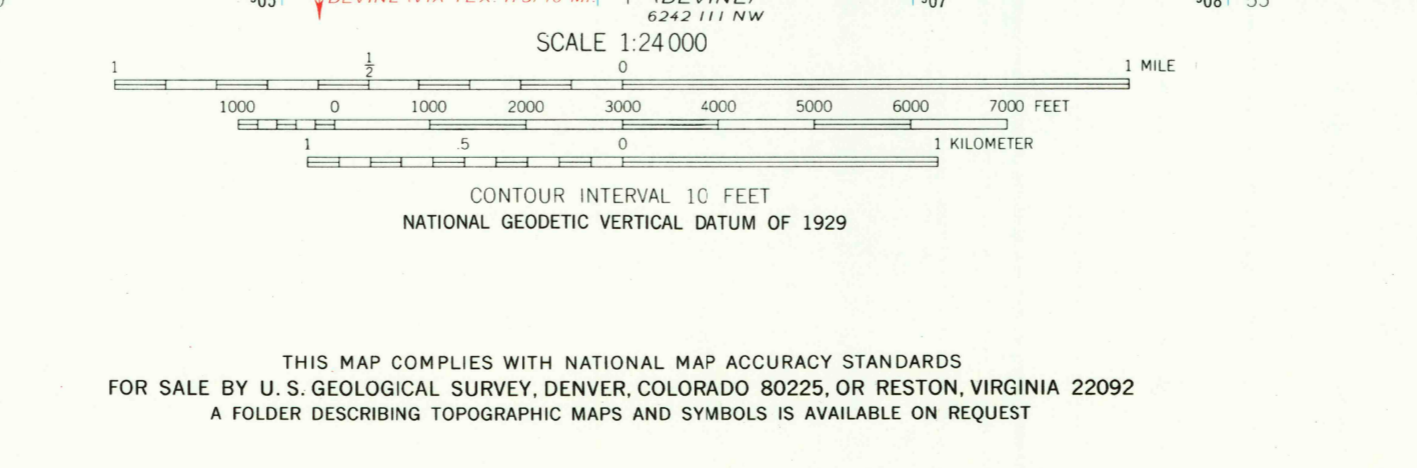 (DEVINE)
6242 III NW
SCALE 1:24 000
1 1/2 0 1 MILE
1000 0 1000 2000 3000 4000 5000 6000 7000 FEET
1 .5 0 1 KILOMETER
CONTOUR INTERVAL 10 FEET
NATIONAL GEODETIC VERTICAL DATUM OF 1929
THIS MAP COMPLIES WITH NATIONAL MAP ACCURACY STANDARDS
FOR SALE BY U. S. GEOLOGICAL SURVEY, DENVER, COLORADO 80225, OR RESTON, VIRGINIA 22092
A FOLDER DESCRIBING TOPOGRAPHIC MAPS AND SYMBOLS IS AVAILABLE ON REQUEST